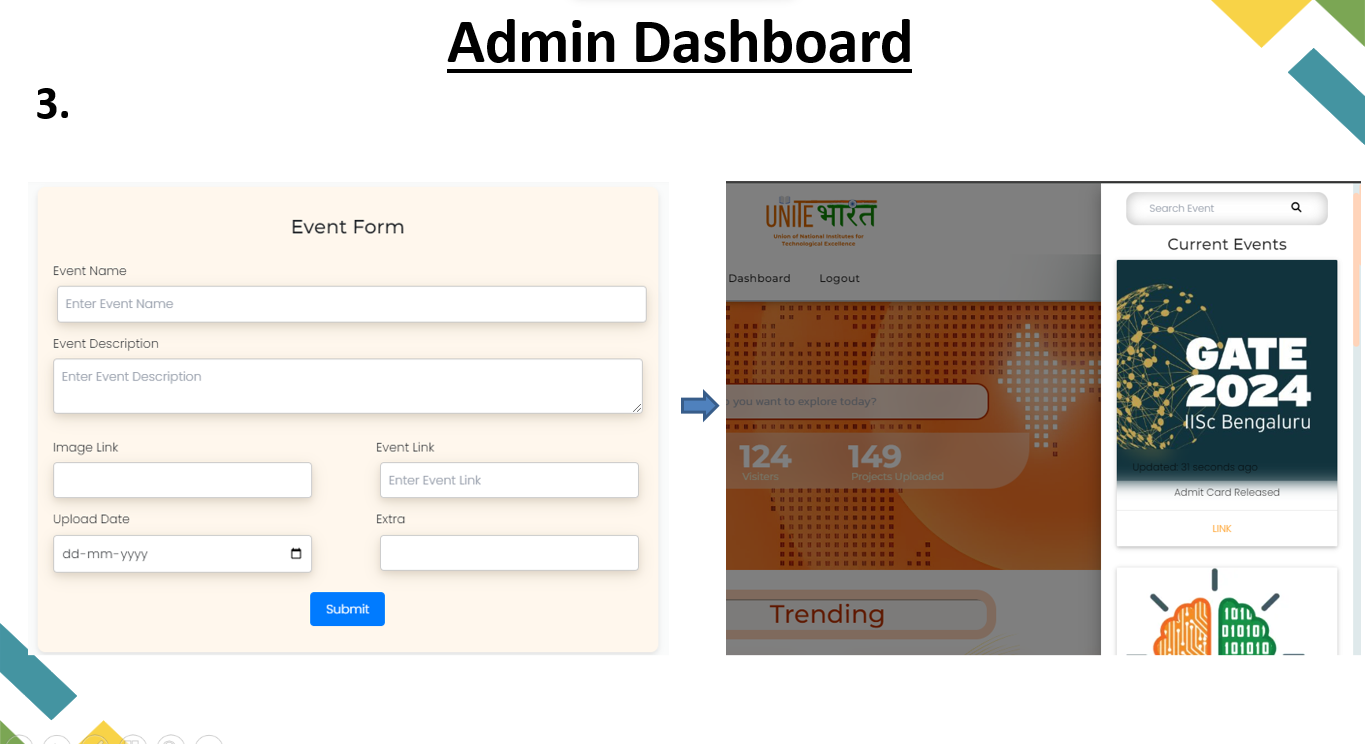 Admin Dashboard
3.
Event Form
Event Name
Enter Event Name
Event Description
Enter Event Description
Image Link
Event Link
Enter Event Link
Upload Date
Extra
dd-mm-yyyy
Submit
UNITE भारत
Union of National Institutes for
Technological Excellence
Dashboard Logout
you want to explore today?
124
Visiters
149
Projects Uploaded
Trending
Search Event
Current Events
GATE
2024
IISc Bengaluru
Updated: 31 seconds ago
Admit Card Released
LINK
1011
010101
101010